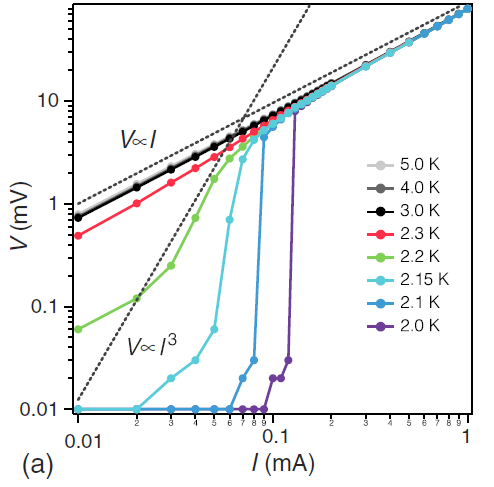 10
1
0.1
0.01
V (mV)
V∝I
V∝I³
5.0 K
4.0 K
3.0 K
2.3 K
2.2 K
2.15 K
2.1 K
2.0 K
2 3 4 5 6 7 8 9 2 3 4 5 6 7 8 9
0.01 0.1 1
I (mA)
(a)